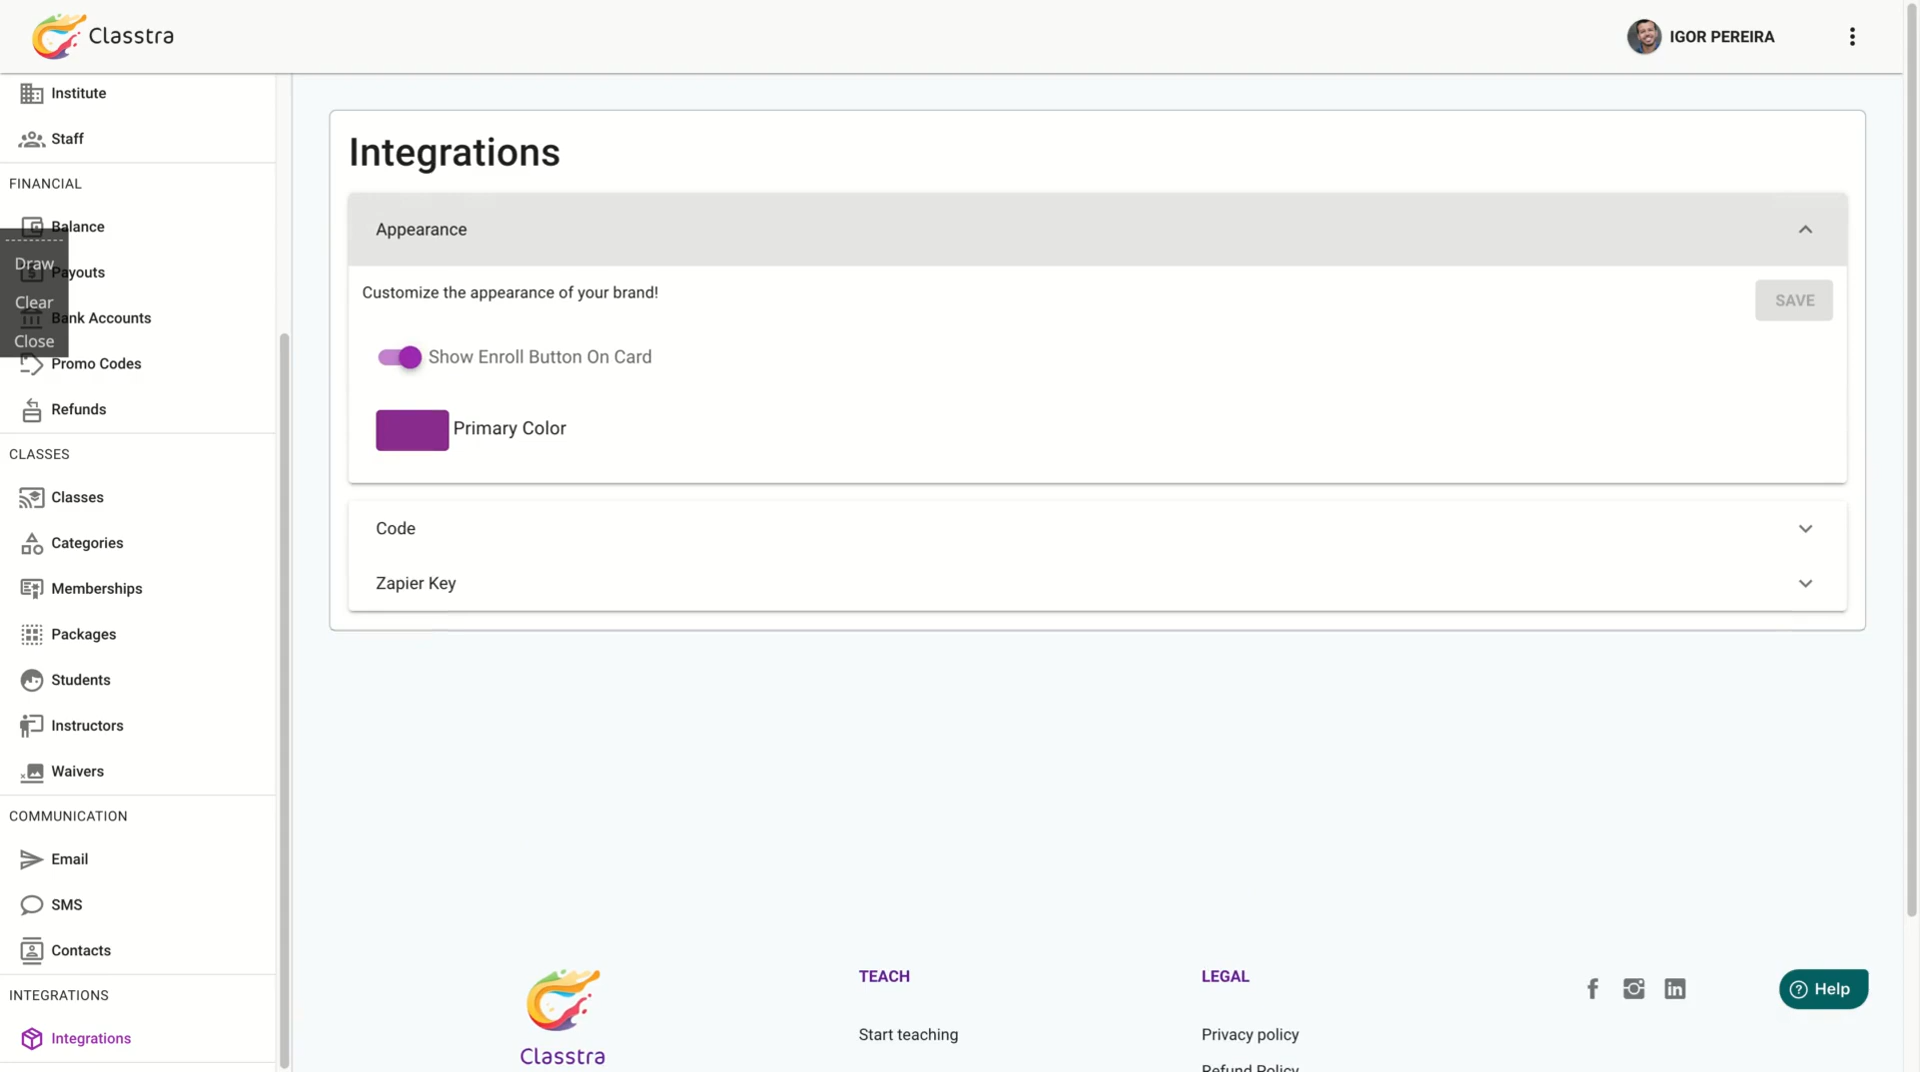 Classtra
IGOR PEREIRA
Institute
Staff
FINANCIAL
Balance
Draw
Payouts
Clear
Bank Accounts
Close
Promo Codes
Refunds
CLASSES
Classes
Categories
Memberships
Packages
Students
Instructors
Waivers
COMMUNICATION
Email
SMS
Contacts
INTEGRATIONS
Integrations
Integrations
Appearance
Customize the appearance of your brand!
SAVE
Show Enroll Button On Card
Primary Color
Code
Zapier Key
Classtra
TEACH
Start teaching
LEGAL
Privacy policy
Refund Policy
Help